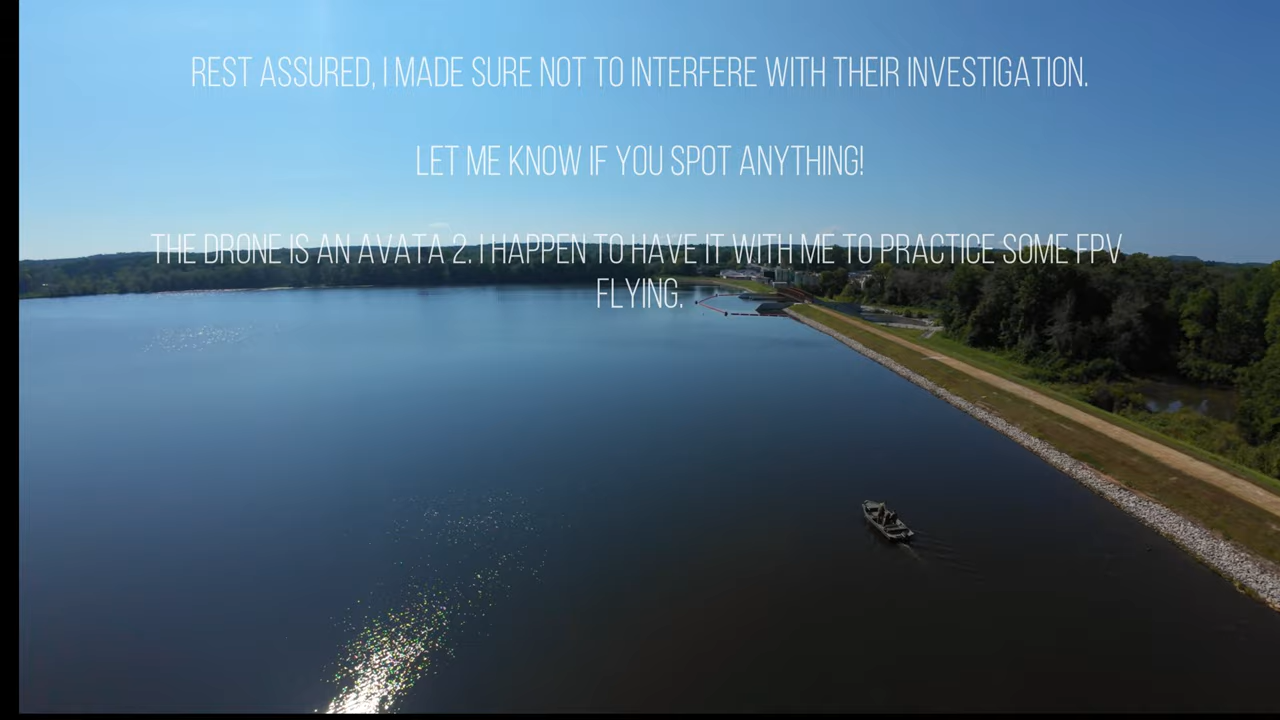 REST ASSURED, I MADE SURE NOT TO INTERFERE WITH THEIR INVESTIGATION.
LET ME KNOW IF YOU SPOT ANYTHING!
THE DRONE IS AN AVATA 2. I HAPPEN TO HAVE IT WITH ME TO PRACTICE SOME FPV
FLYING.